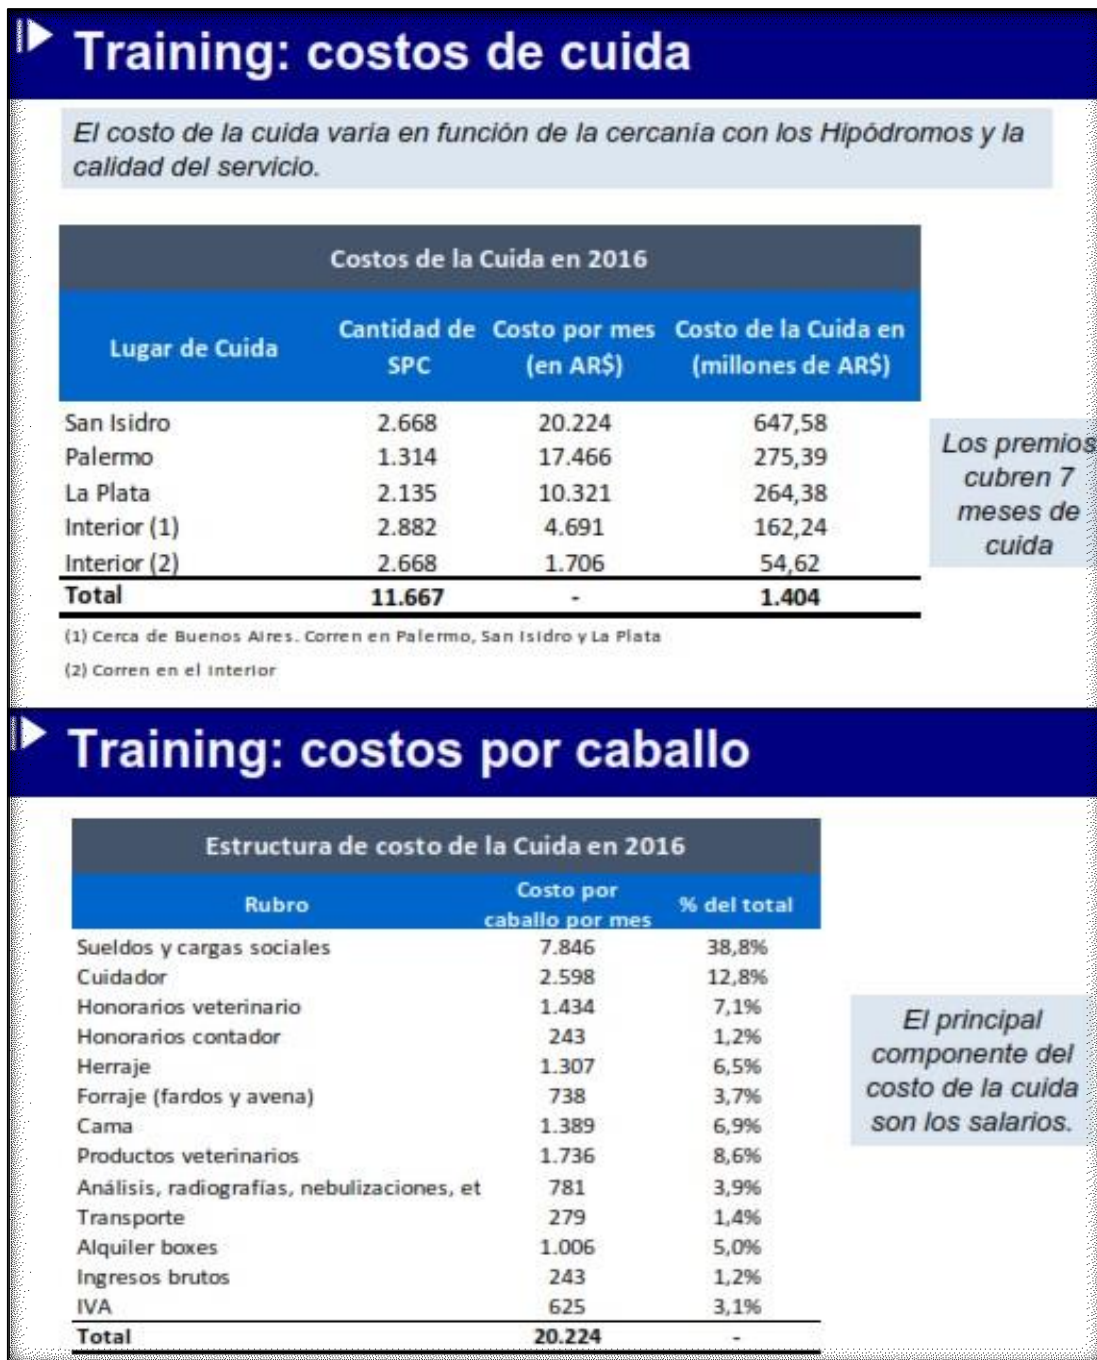 Training: costos de cuida
El costo de la cuida varía en función de la cercanía con los Hipódromos y la
calidad del servicio.
Costos de la Cuida en 2016
Lugar de Cuida Cantidad de SPC Costo por mes (en AR$) Costo de la Cuida en (millones de AR$)
San Isidro 2.668 20.224 647,58
Palermo 1.314 17.466 275,39
La Plata 2.135 10.321 264,38
Interior (1) 2.882 4.691 162,24
Interior (2) 2.668 1.706 54,62
Total 11.667 - 1.404
(1) Cerca de Buenos Aires. Corren en Palermo, San Isidro y La Plata
(2) Corren en el Interior
Los premios
cubren 7
meses de
cuida
Training: costos por caballo
Estructura de costo de la Cuida en 2016
Rubro Costo por caballo por mes % del total
Sueldos y cargas sociales 7.846 38,8%
Cuidador 2.598 12,8%
Honorarios veterinario 1.434 7,1%
Honorarios contador 243 1,2%
Herraje 1.307 6,5%
Forraje (fardos y avena) 738 3,7%
Cama 1.389 6,9%
Productos veterinarios 1.736 8,6%
Análisis, radiografías, nebulizaciones, et 781 3,9%
Transporte 279 1,4%
Alquiler boxes 1.006 5,0%
Ingresos brutos 243 1,2%
IVA 625 3,1%
Total 20.224 -
El principal
componente del
costo de la cuida
son los salarios.